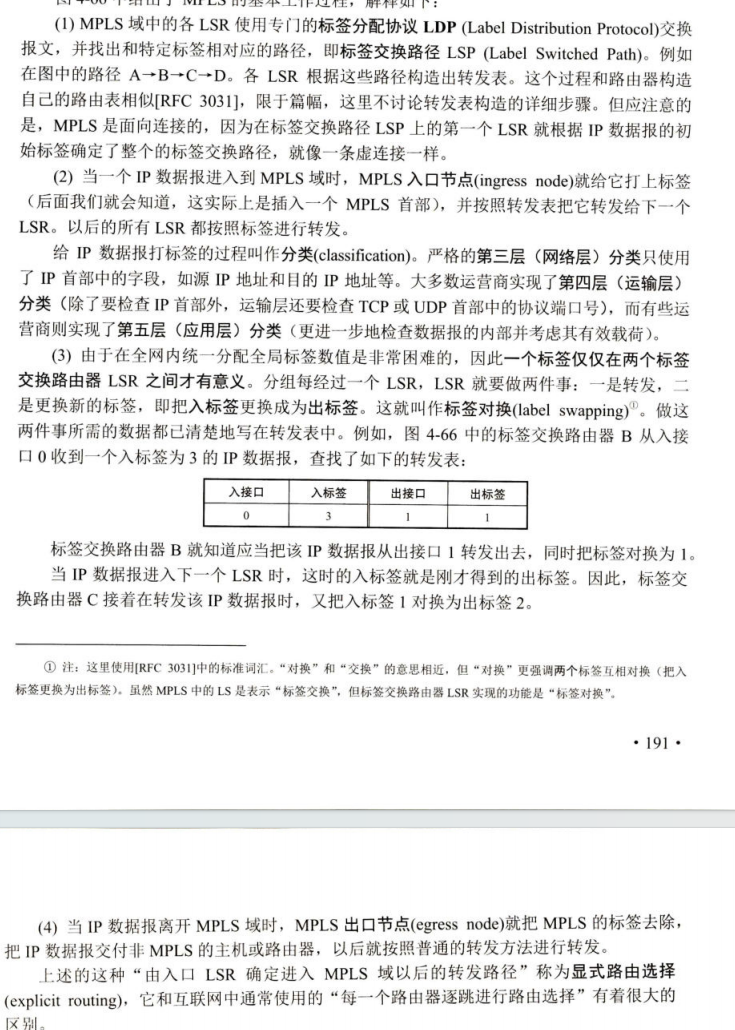 (1) MPLS 域中的各 LSR 使用专门的标签分配协议 LDP (Label Distribution Protocol)交换
报文，并找出和特定标签相对应的路径，即标签交换路径 LSP (Label Switched Path)。例如
在图中的路径 A→B→C→D。各 LSR 根据这些路径构造出转发表。这个过程和路由器构造
自己的路由表相似[RFC 3031]，限于篇幅，这里不讨论转发表构造的详细步骤。但应注意的
是，MPLS 是面向连接的，因为在标签交换路径 LSP 上的第一个 LSR 就根据 IP 数据报的初
始标签确定了整个的标签交换路径，就像一条虚连接一样。
(2) 当一个 IP 数据报进入到 MPLS 域时，MPLS 入口节点(ingress node)就给它打上标签
（后面我们就会知道，这实际上是插入一个 MPLS 首部），并按照转发表把它转发给下一个
LSR。以后的所有 LSR 都按照标签进行转发。
给 IP 数据报打标签的过程叫作分类(classification)。严格的第三层（网络层）分类只使用
了 IP 首部中的字段，如源 IP 地址和目的 IP 地址等。大多数运营商实现了第四层（运输层）
分类（除了要检查 IP 首部外，运输层还要检查 TCP 或 UDP 首部中的协议端口号），而有些运
营商则实现了第五层（应用层）分类（更进一步地检查数据报的内部并考虑其有效载荷）。
(3) 由于在全网内统一分配全局标签数值是非常困难的，因此一个标签仅仅在两个标签
交换路由器 LSR 之间才有意义。分组每经过一个 LSR，LSR 就要做两件事：一是转发，二
是更换新的标签，即把入标签更换成为出标签。这就叫作标签对换(label swapping)①。做这
两件事所需的数据都已清楚地写在转发表中。例如，图 4-66 中的标签交换路由器 B 从入接
口 0 收到一个入标签为 3 的 IP 数据报，查找了如下的转发表：
入接口 入标签 出接口 出标签
0 3 1 1
标签交换路由器 B 就知道应当把该 IP 数据报从出接口 1 转发出去，同时把标签对换为 1。
当 IP 数据报进入下一个 LSR 时，这时的入标签就是刚才得到的出标签。因此，标签交
换路由器 C 接着在转发该 IP 数据报时，又把入标签 1 对换为出标签 2。
① 注：这里使用[RFC 3031]中的标准词汇。“对换”和“交换”的意思相近，但“对换”更强调两个标签互相对换（把入
标签更换为出标签）。虽然 MPLS 中的 LS 是表示“标签交换”，但标签交换路由器 LSR 实现的功能是“标签对换”。
·191·
(4) 当 IP 数据报离开 MPLS 域时，MPLS 出口节点(egress node)就把 MPLS 的标签去除，
把 IP 数据报交付非 MPLS 的主机或路由器，以后就按照普通的转发方法进行转发。
上述的这种“由入口 LSR 确定进入 MPLS 域以后的转发路径”称为显式路由选择
(explicit routing)，它和互联网中通常使用的“每一个路由器逐跳进行路由选择”有着很大的
区别。